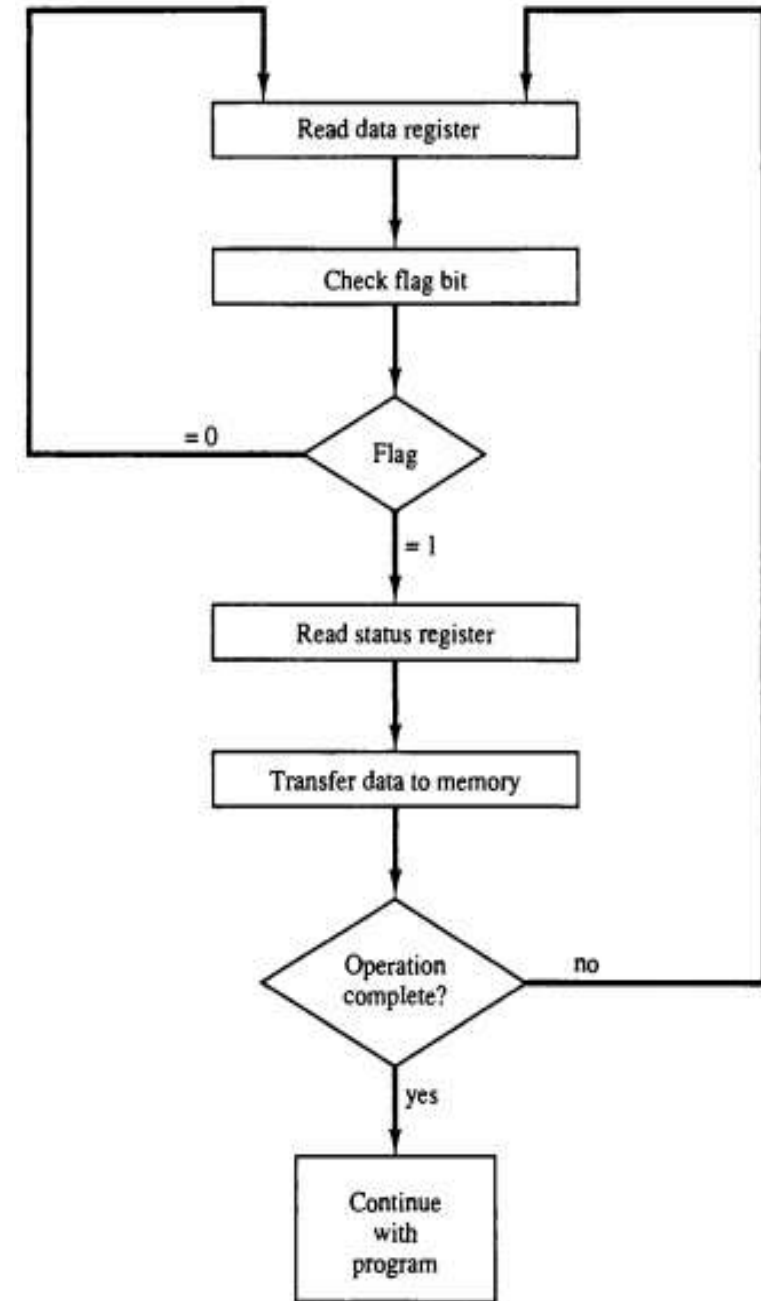 Read data register
Check flag bit
= 0
Flag
= 1
Read status register
Transfer data to memory
Operation
complete?
no
yes
Continue
with
program